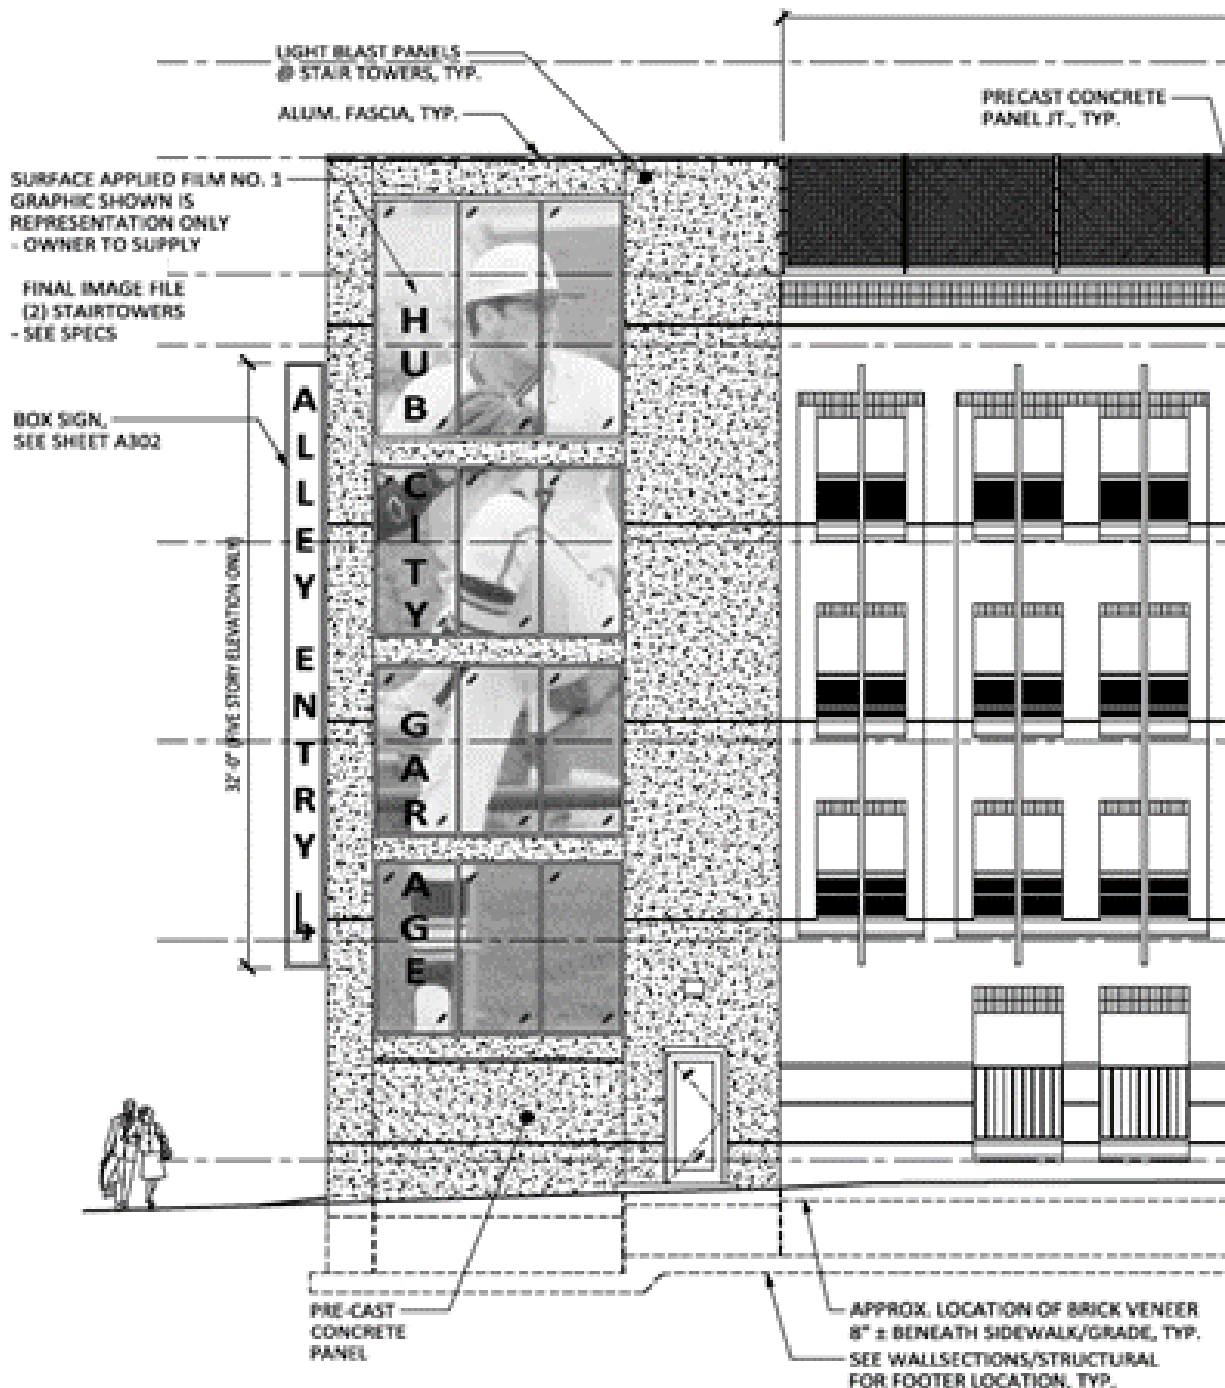 LIGHT BLAST PANELS
@ STAIR TOWERS, TYP.
ALUM. FASCIA, TYP.
PRECAST CONCRETE
PANEL JT., TYP.
SURFACE APPLIED FILM NO. 1
GRAPHIC SHOWN IS
REPRESENTATION ONLY
- OWNER TO SUPPLY
FINAL IMAGE FILE
(2) STAIRTOWERS
- SEE SPECS
BOX SIGN,
SEE SHEET A302
32'-0" (FIVE STORY ELEVATION ONLY)
ALLEY ENTRY
HUB
CITY
GAR
AGE
PRE-CAST
CONCRETE
PANEL
APPROX. LOCATION OF BRICK VENEER
8" ± BENEATH SIDEWALK/GRADE, TYP.
SEE WALLSECTIONS/STRUCTURAL
FOR FOOTER LOCATION, TYP.